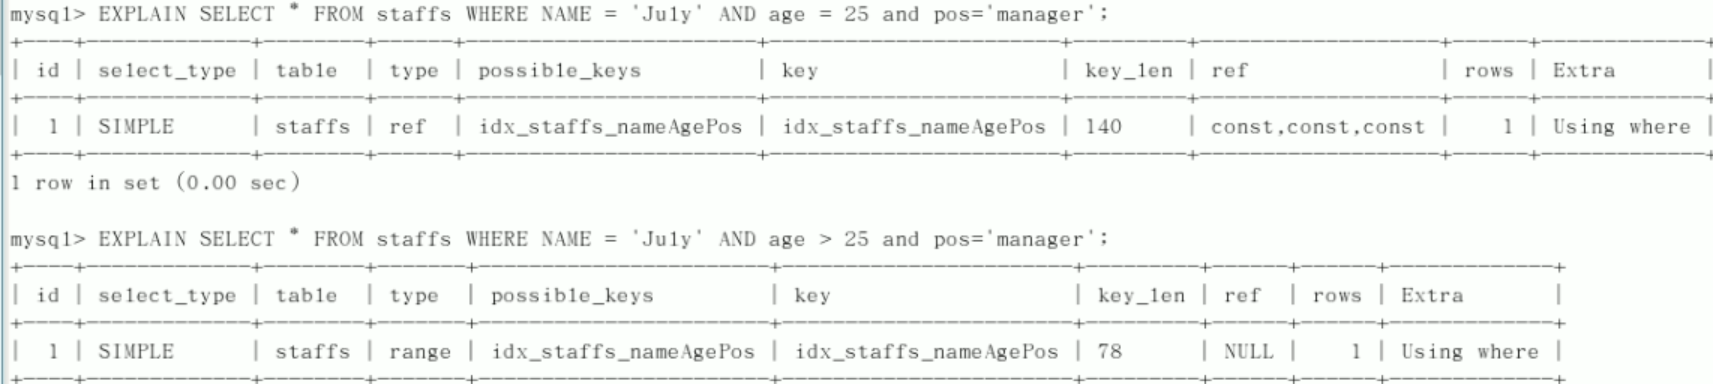 mysql> EXPLAIN SELECT * FROM staffs WHERE NAME = 'July' AND age = 25 and pos='manager';
+----+-------------+--------+------+-----------------------+-----------------------+---------+-------------------+------+-------------+
| id | select_type | table | type | possible_keys | key | key_len | ref | rows | Extra |
+----+-------------+--------+------+-----------------------+-----------------------+---------+-------------------+------+-------------+
| 1 | SIMPLE | staffs | ref | idx_staffs_nameAgePos | idx_staffs_nameAgePos | 140 | const,const,const | 1 | Using where |
+----+-------------+--------+------+-----------------------+-----------------------+---------+-------------------+------+-------------+
1 row in set (0.00 sec)
mysql> EXPLAIN SELECT * FROM staffs WHERE NAME = 'July' AND age > 25 and pos='manager';
+----+-------------+--------+-------+-----------------------+-----------------------+---------+------+------+-------------+
| id | select_type | table | type | possible_keys | key | key_len | ref | rows | Extra |
+----+-------------+--------+-------+-----------------------+-----------------------+---------+------+------+-------------+
| 1 | SIMPLE | staffs | range | idx_staffs_nameAgePos | idx_staffs_nameAgePos | 78 | NULL | 1 | Using where |
+----+-------------+--------+-------+-----------------------+-----------------------+---------+------+------+-------------+